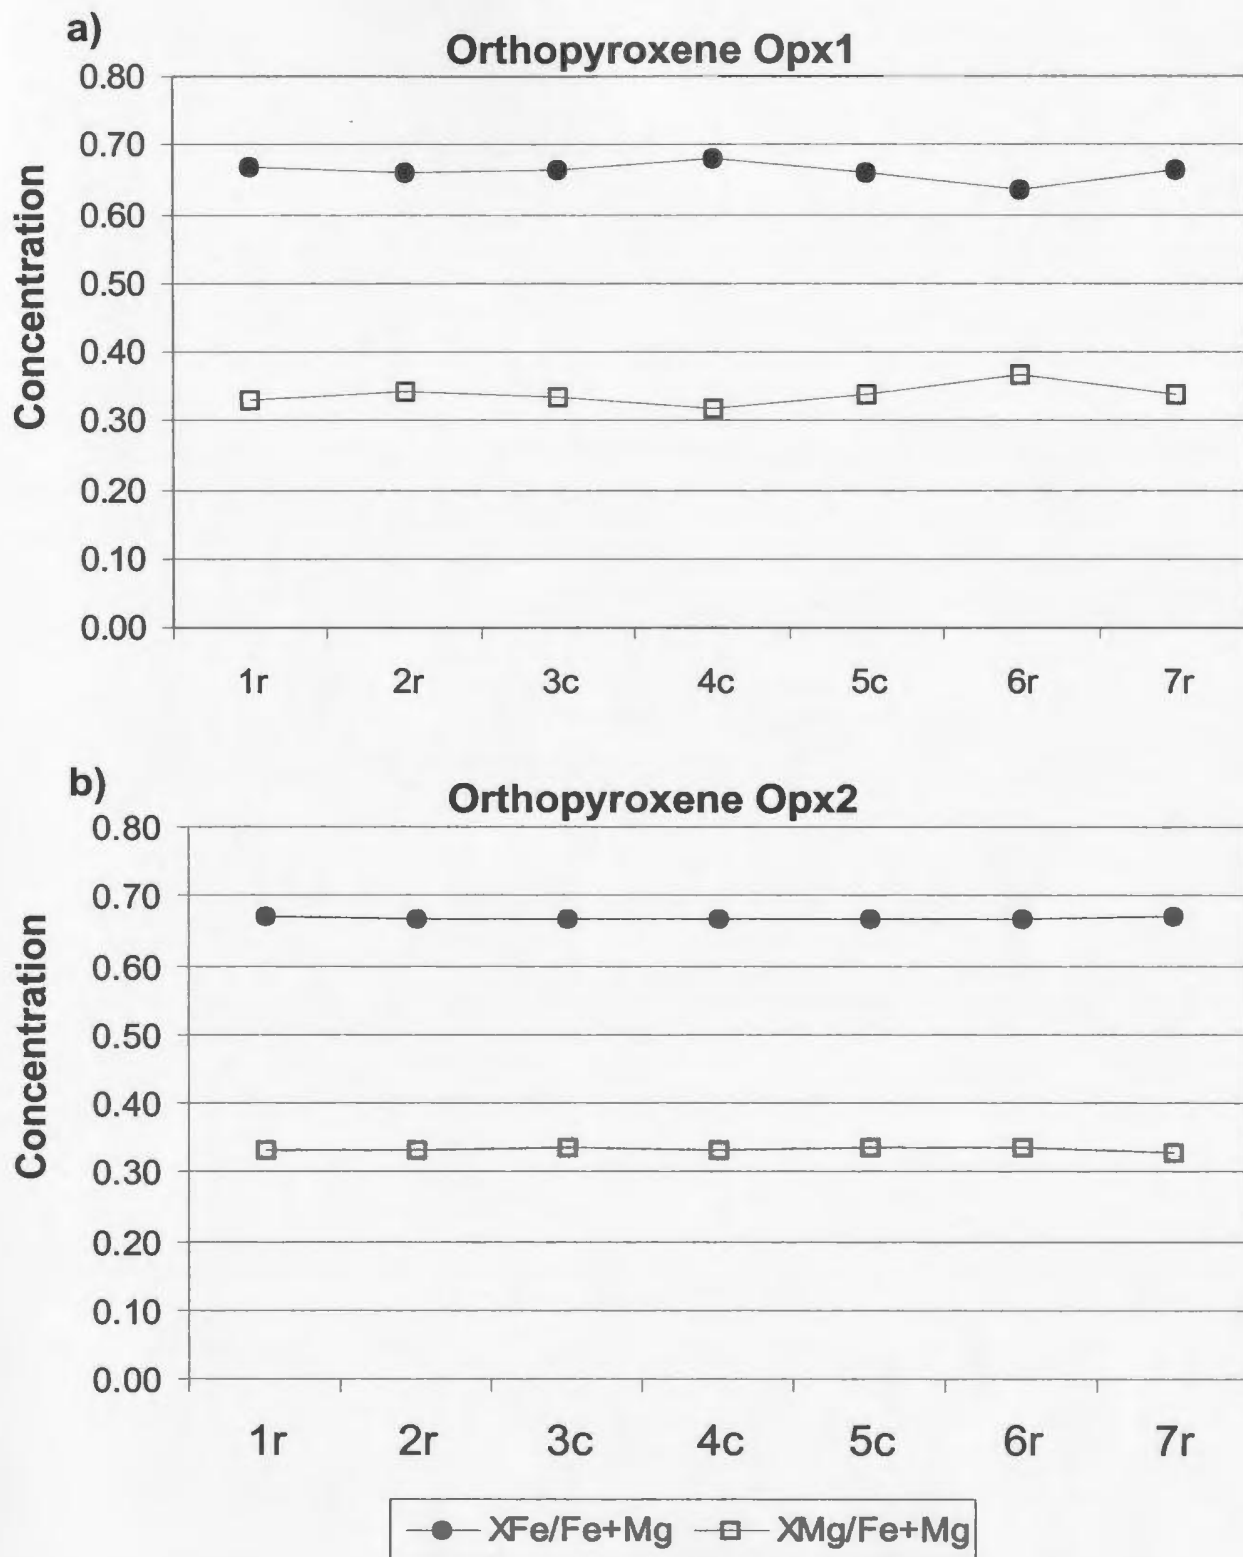 a)
Orthopyroxene Opx1
0.80
0.70
0.60
0.50
0.40
0.30
0.20
0.10
0.00
Concentration
1r 2r 3c 4c 5c 6r 7r
b)
Orthopyroxene Opx2
0.80
0.70
0.60
0.50
0.40
0.30
0.20
0.10
0.00
Concentration
1r 2r 3c 4c 5c 6r 7r
XFe/Fe+Mg XMg/Fe+Mg